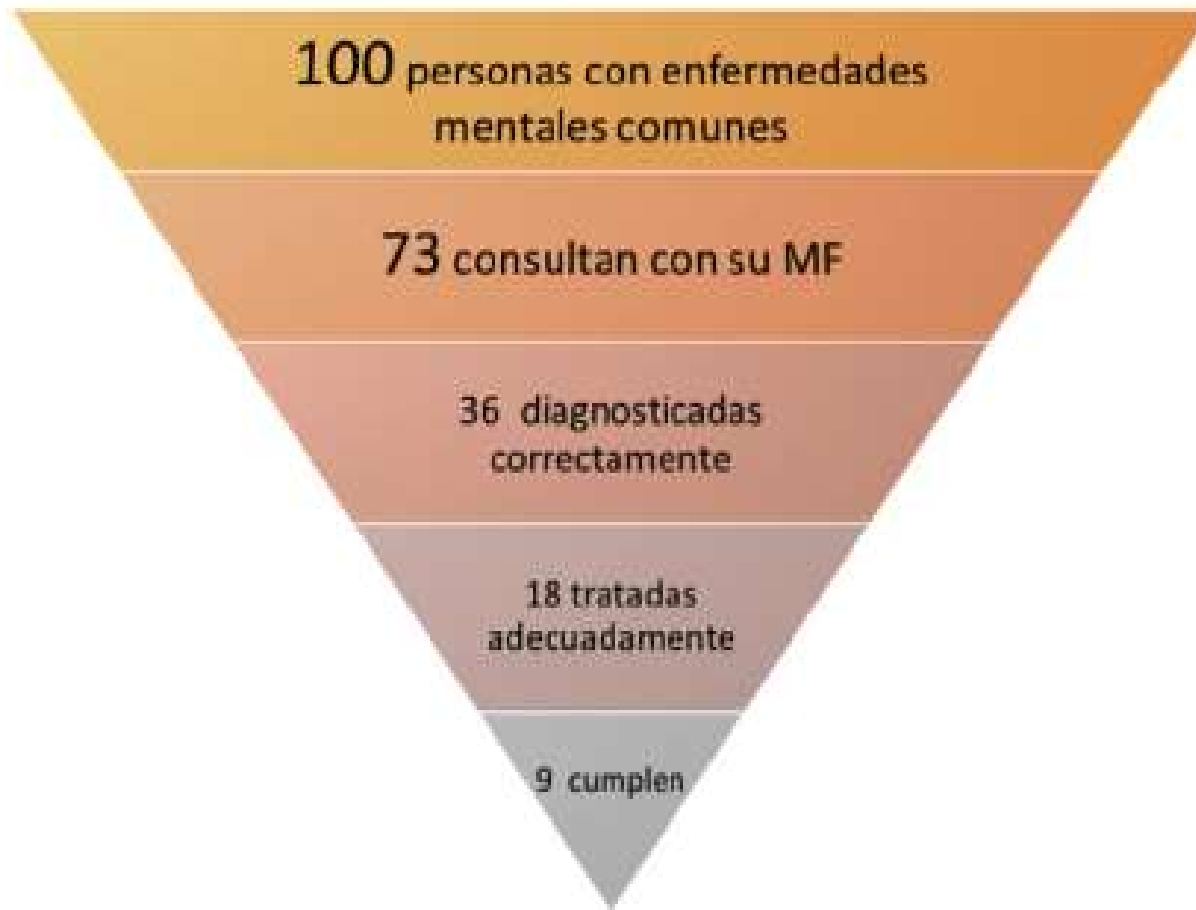 100 personas con enfermedades
mentales comunes
73 consultan con su MF
36 diagnosticadas
correctamente
18 tratadas
adecuadamente
9 cumplen